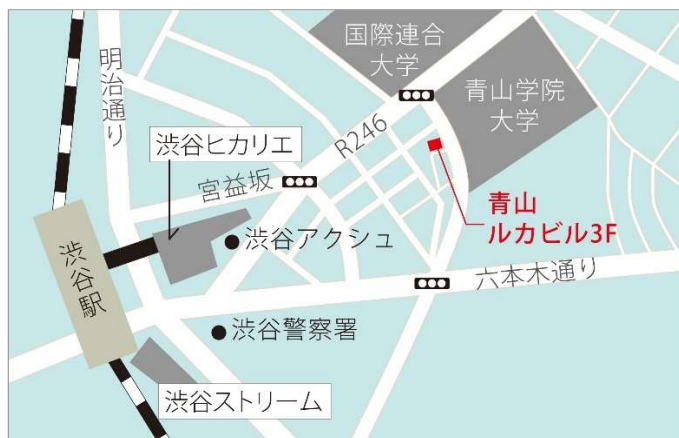 国際連合
大学
青山学院
大学
明治通り
渋谷ヒカリエ
R246
宮益坂
青山
ルカビル3F
渋谷アクシュ
渋谷駅
六本木通り
渋谷警察署
渋谷ストリーム